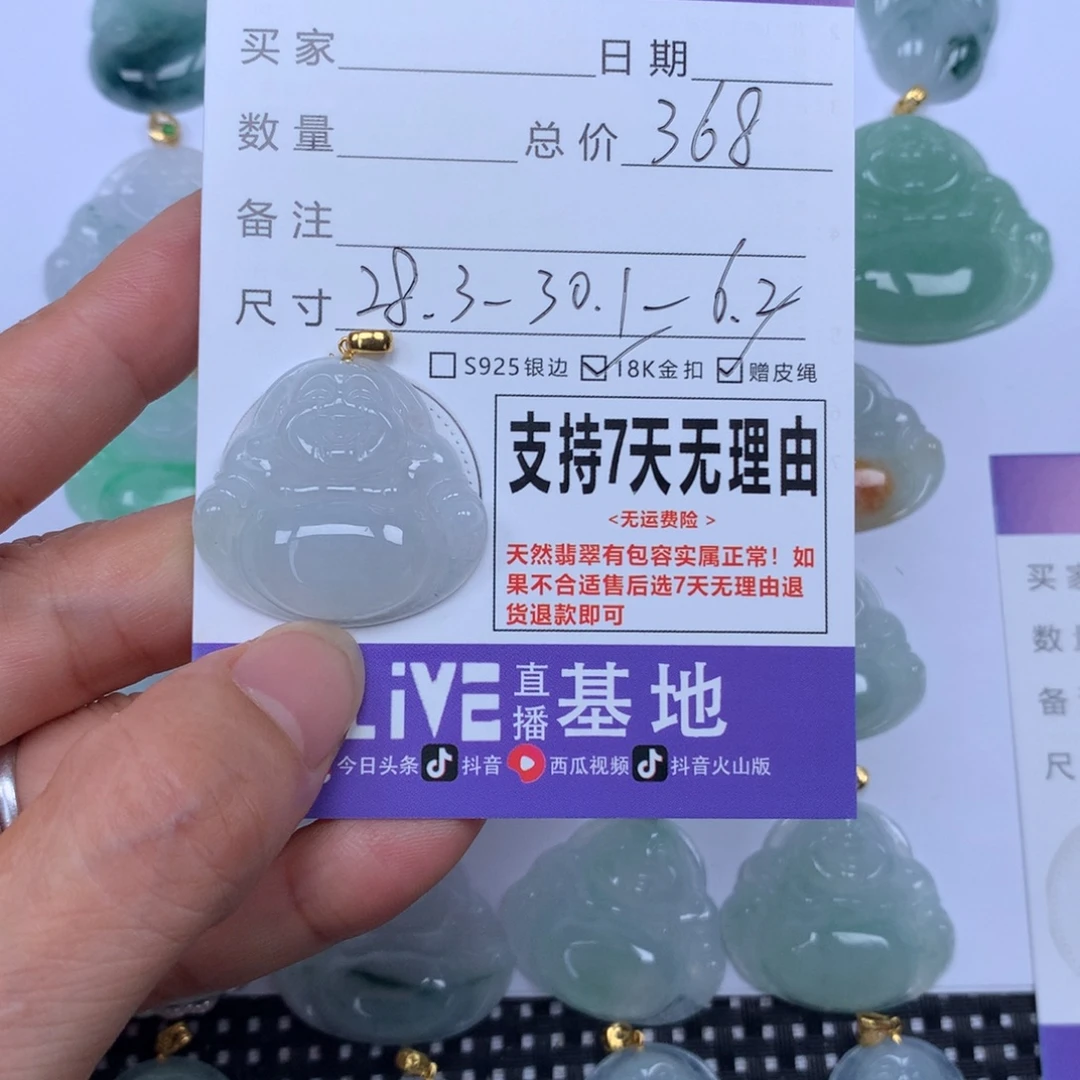 买家 日期
数量 总价 368
备注
尺寸 28.3-30.1-6.2
S925银边 18K金扣 赠皮绳
支持7天无理由
<无运费险 >
天然翡翠有包容实属正常！如
果不合适售后选7天无理由退
货退款即可
LiVE 直播 基地
今日头条 抖音 西瓜视频 抖音火山版
买家
数
备
尺